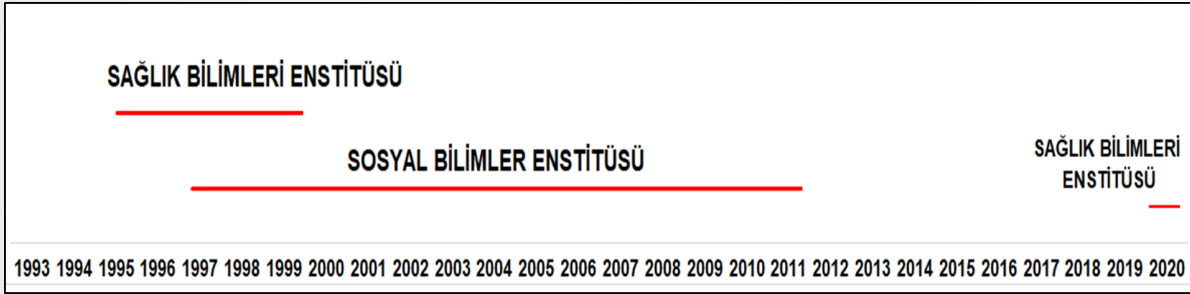 SAĞLIK BİLİMLERİ ENSTİTÜSÜ
SOSYAL BİLİMLER ENSTİTÜSÜ
SAĞLIK BİLİMLERİ
ENSTİTÜSÜ
1993 1994 1995 1996 1997 1998 1999 2000 2001 2002 2003 2004 2005 2006 2007 2008 2009 2010 2011 2012 2013 2014 2015 2016 2017 2018 2019 2020